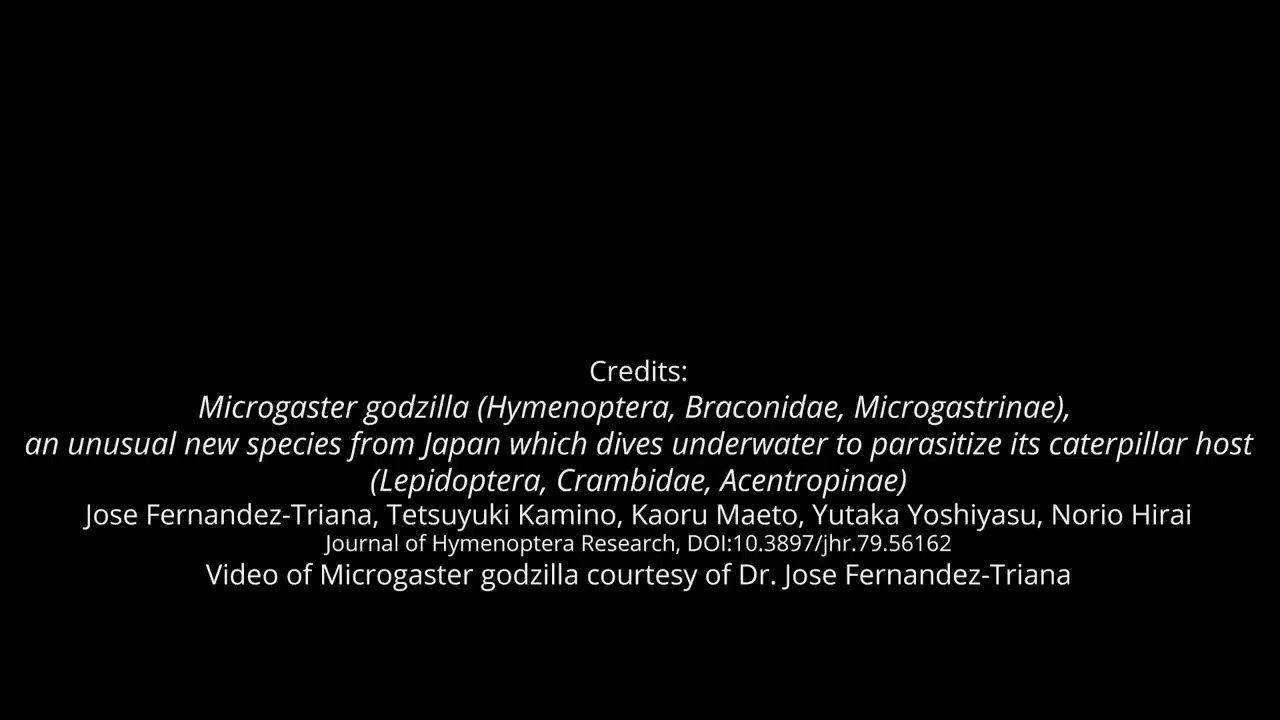 Credits:
Microgaster godzilla (Hymenoptera, Braconidae, Microgastrinae),
an unusual new species from Japan which dives underwater to parasitize its caterpillar host
(Lepidoptera, Crambidae, Acentropinae)
Jose Fernandez-Triana, Tetsuyuki Kamino, Kaoru Maeto, Yutaka Yoshiyasu, Norio Hirai
Journal of Hymenoptera Research, DOI:10.3897/jhr.79.56162
Video of Microgaster godzilla courtesy of Dr. Jose Fernandez-Triana